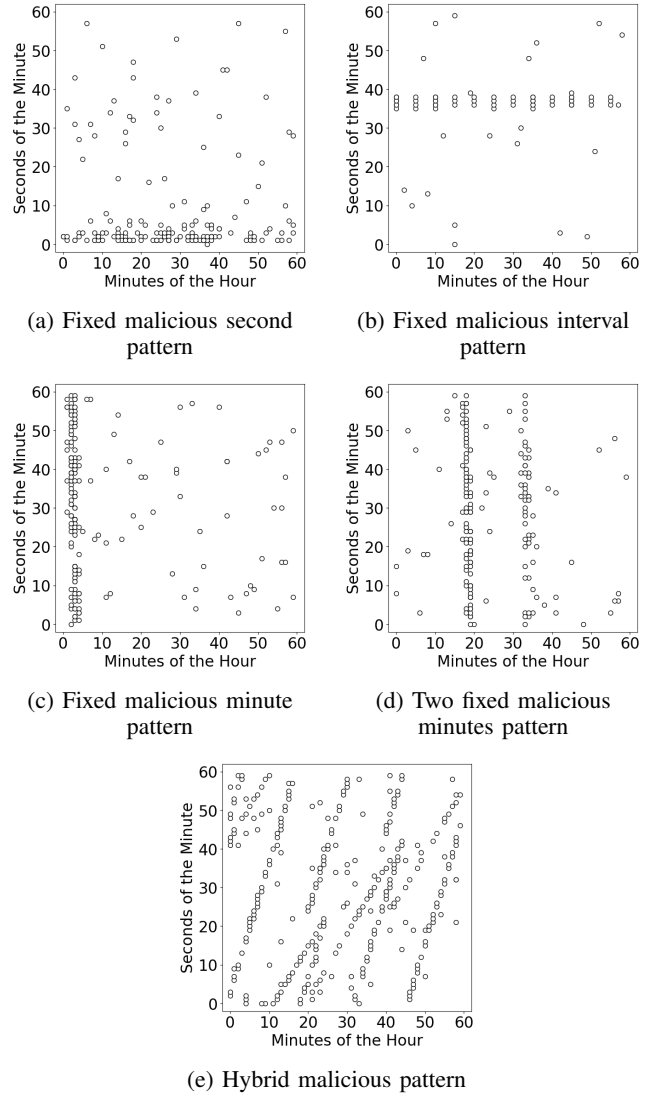 60
50
40
30
20
10
0
Seconds of the Minute
0 10 20 30 40 50 60
Minutes of the Hour
(a) Fixed malicious second
pattern
60
50
40
30
20
10
0
Seconds of the Minute
0 10 20 30 40 50 60
Minutes of the Hour
(b) Fixed malicious interval
pattern
60
50
40
30
20
10
0
Seconds of the Minute
0 10 20 30 40 50 60
Minutes of the Hour
(c) Fixed malicious minute
pattern
60
50
40
30
20
10
0
Seconds of the Minute
0 10 20 30 40 50 60
Minutes of the Hour
(d) Two fixed malicious
minutes pattern
60
50
40
30
20
10
0
Seconds of the Minute
0 10 20 30 40 50 60
Minutes of the Hour
(e) Hybrid malicious pattern